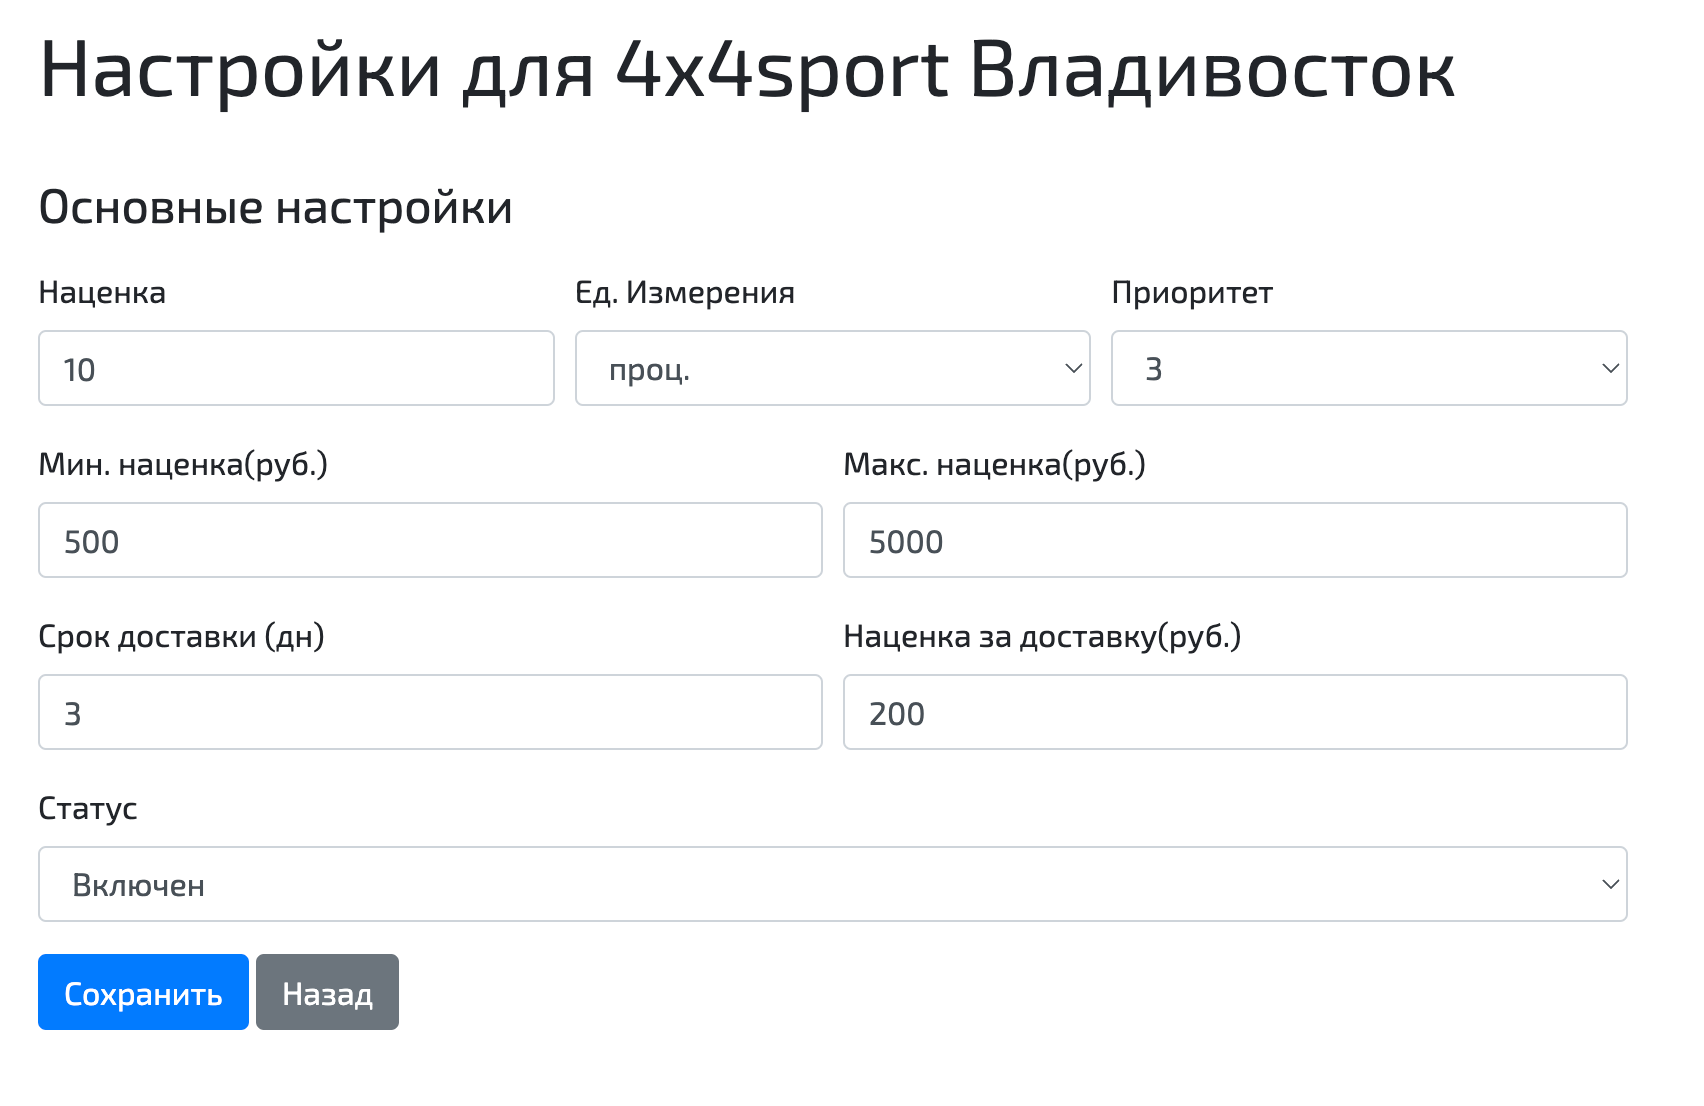 Настройки для 4x4sport Владивосток
Основные настройки
Наценка
Ед. Измерения
Приоритет
10
проц.
3
Мин. наценка(руб.)
Макс. наценка(руб.)
500
5000
Срок доставки (дн)
Наценка за доставку(руб.)
3
200
Статус
Включен
Сохранить
Назад